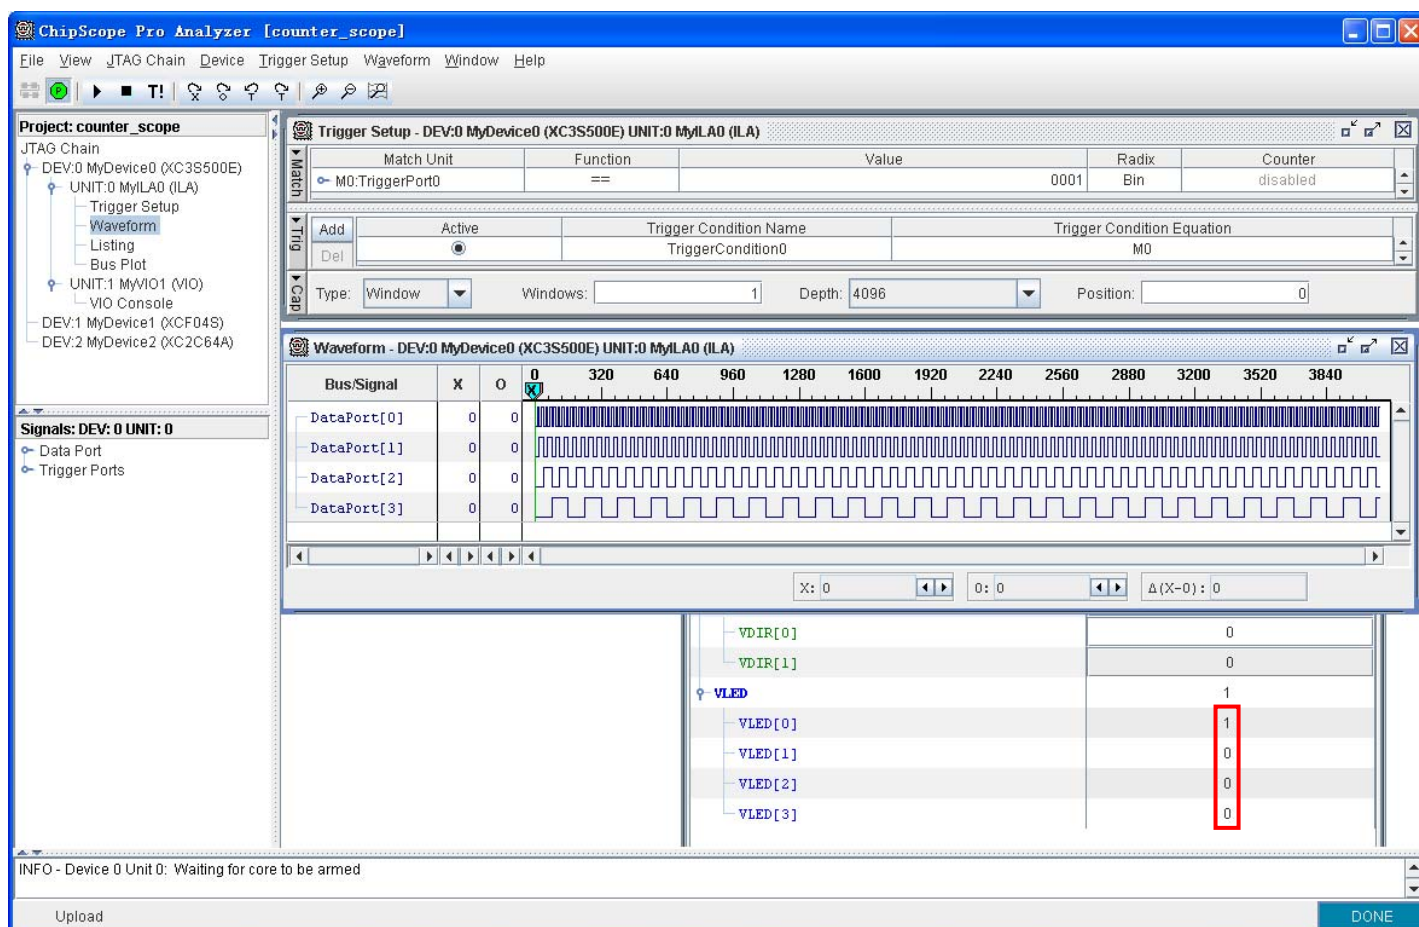 ChipScope Pro Analyzer [counter_scope]
File View JTAG Chain Device Trigger Setup Waveform Window Help
T!
Project: counter_scope
JTAG Chain
DEV:0 MyDevice0 (XC3S500E)
UNIT:0 MyILA0 (ILA)
Trigger Setup
Waveform
Listing
Bus Plot
UNIT:1 MyVIO1 (VIO)
VIO Console
DEV:1 MyDevice1 (XCF04S)
DEV:2 MyDevice2 (XC2C64A)
Signals: DEV: 0 UNIT: 0
Data Port
Trigger Ports
Trigger Setup - DEV:0 MyDevice0 (XC3S500E) UNIT:0 MyILA0 (ILA)
Match
Match Unit Function Value Radix Counter
M0:TriggerPort0 == 0001 Bin disabled
Trig
Add Active Trigger Condition Name Trigger Condition Equation
Del TriggerCondition0 M0
Cap
Type: Window Windows: 1 Depth: 4096 Position: 0
Waveform - DEV:0 MyDevice0 (XC3S500E) UNIT:0 MyILA0 (ILA)
Bus/Signal X O 0 320 640 960 1280 1600 1920 2240 2560 2880 3200 3520 3840
X
DataPort[0] 0 0
DataPort[1] 0 0
DataPort[2] 0 0
DataPort[3] 0 0
X: 0 O: 0 Δ(X-O): 0
VDIR[0] 0
VDIR[1] 0
VLED 1
VLED[0] 1
VLED[1] 0
VLED[2] 0
VLED[3] 0
INFO - Device 0 Unit 0: Waiting for core to be armed
Upload DONE